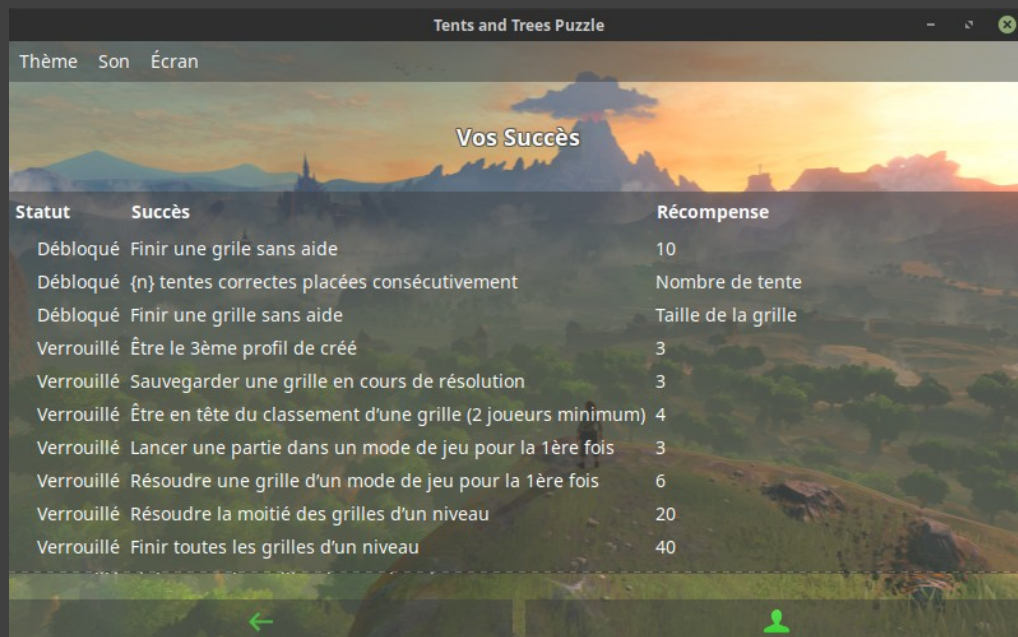 Tents and Trees Puzzle
Thème Son Écran
Vos Succès
Statut Succès Récompense
Débloqué Finir une grile sans aide 10
Débloqué {n} tentes correctes placées consécutivement Nombre de tente
Débloqué Finir une grille sans aide Taille de la grille
Verrouillé Être le 3ème profil de créé 3
Verrouillé Sauvegarder une grille en cours de résolution 3
Verrouillé Être en tête du classement d’une grille (2 joueurs minimum) 4
Verrouillé Lancer une partie dans un mode de jeu pour la 1ère fois 3
Verrouillé Résoudre une grille d’un mode de jeu pour la 1ère fois 6
Verrouillé Résoudre la moitié des grilles d’un niveau 20
Verrouillé Finir toutes les grilles d’un niveau 40